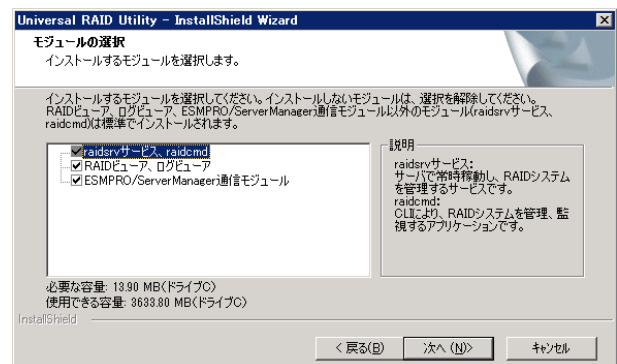 Universal RAID Utility - InstallShield Wizard
モジュールの選択
インストールするモジュールを選択します。
インストールするモジュールを選択してください。インストールしないモジュールは、選択を解除してください。
RAIDビューア、ログビューア、ESMPRO/ServerManager通信モジュール以外のモジュール(raidsrvサービス、
raidcmd)は標準でインストールされます。
raidsrvサービス、raidcmd
RAIDビューア、ログビューア
ESMPRO/ServerManager通信モジュール
説明
raidsrvサービス:
サーバで常時稼動し、RAIDシステム
を管理するサービスです。
raidcmd:
CLIにより、RAIDシステムを管理、監
視するアプリケーションです。
必要な容量: 13.90 MB(ドライブC)
使用できる容量: 3633.80 MB(ドライブC)
InstallShield
< 戻る(B)
次へ (N)>
キャンセル